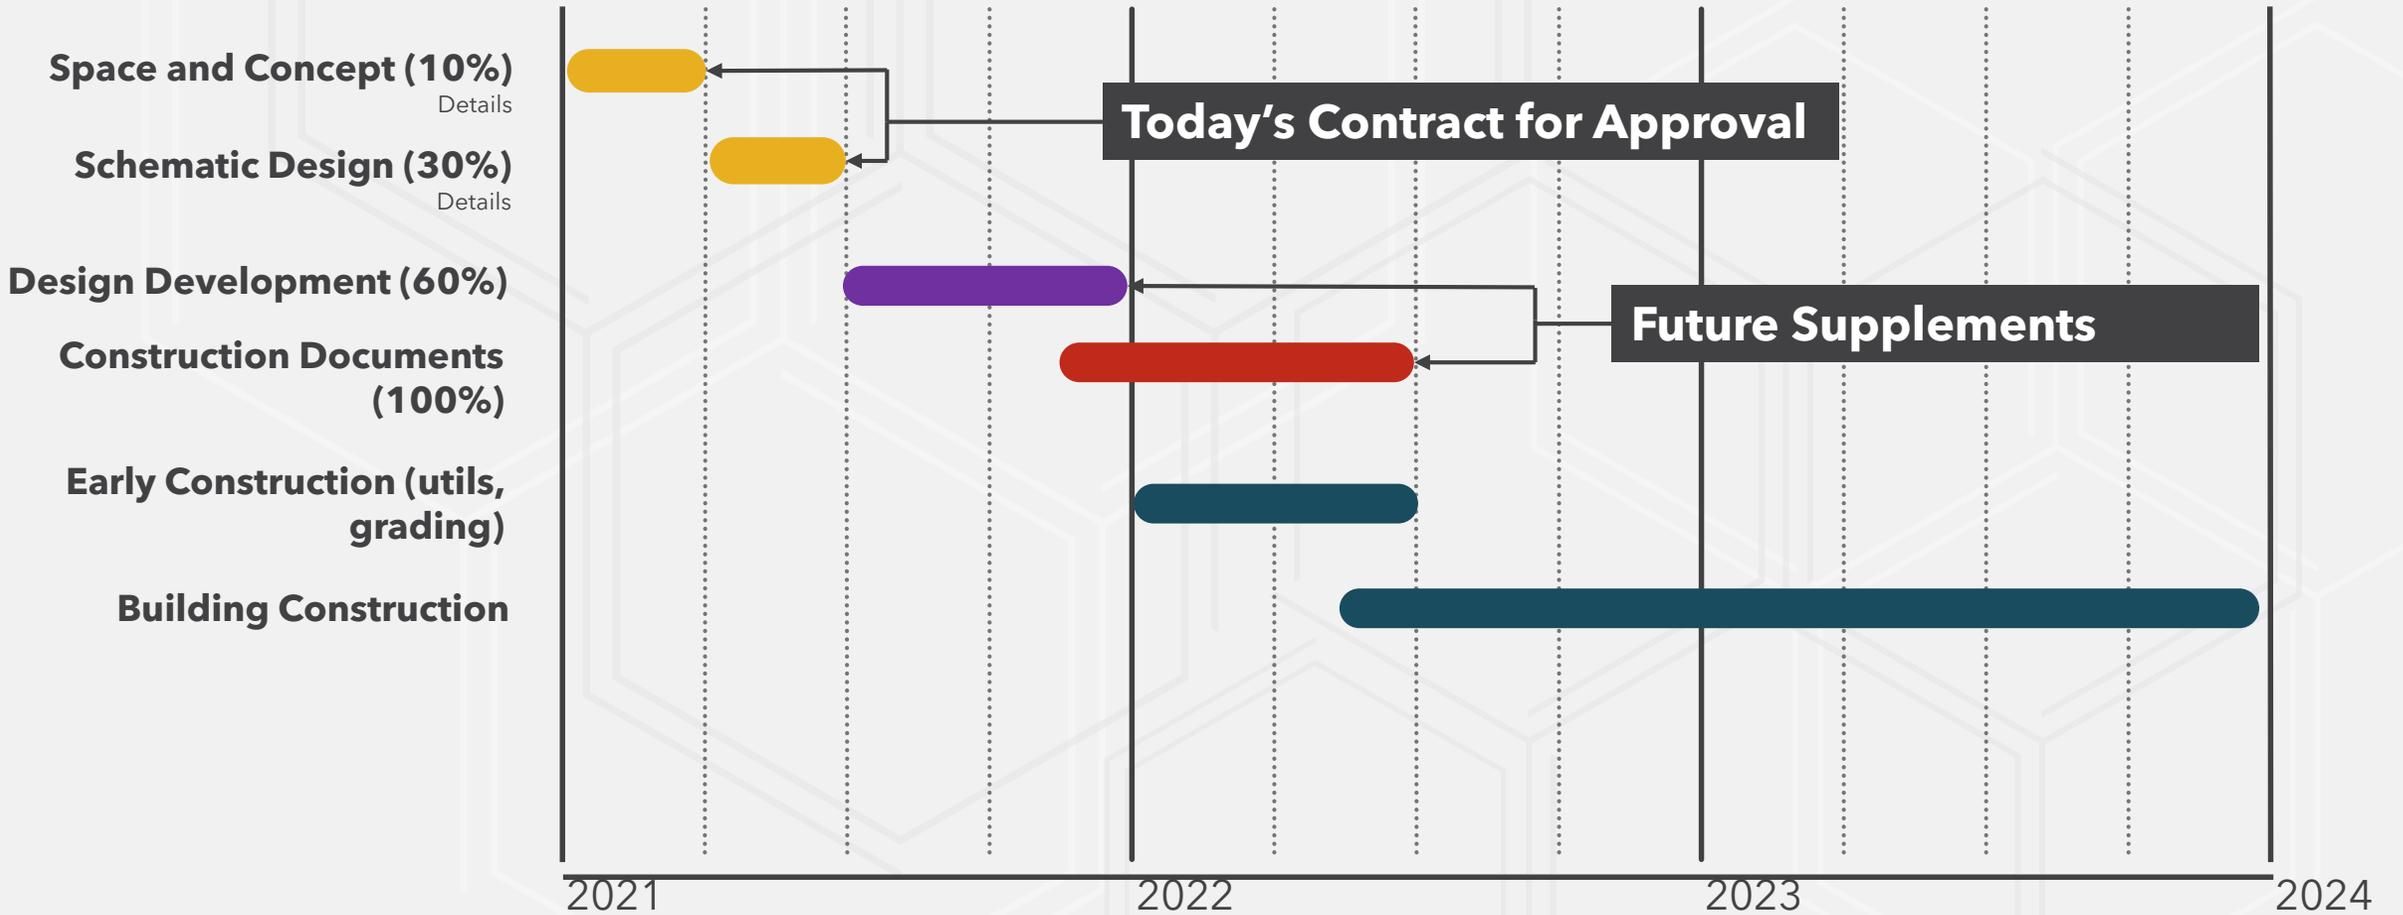 Space and Concept (10%)
Details
Today’s Contract for Approval
Schematic Design (30%)
Details
Design Development (60%)
Future Supplements
Construction Documents
(100%)
Early Construction (utils,
grading)
Building Construction
2021
2022
2023
2024